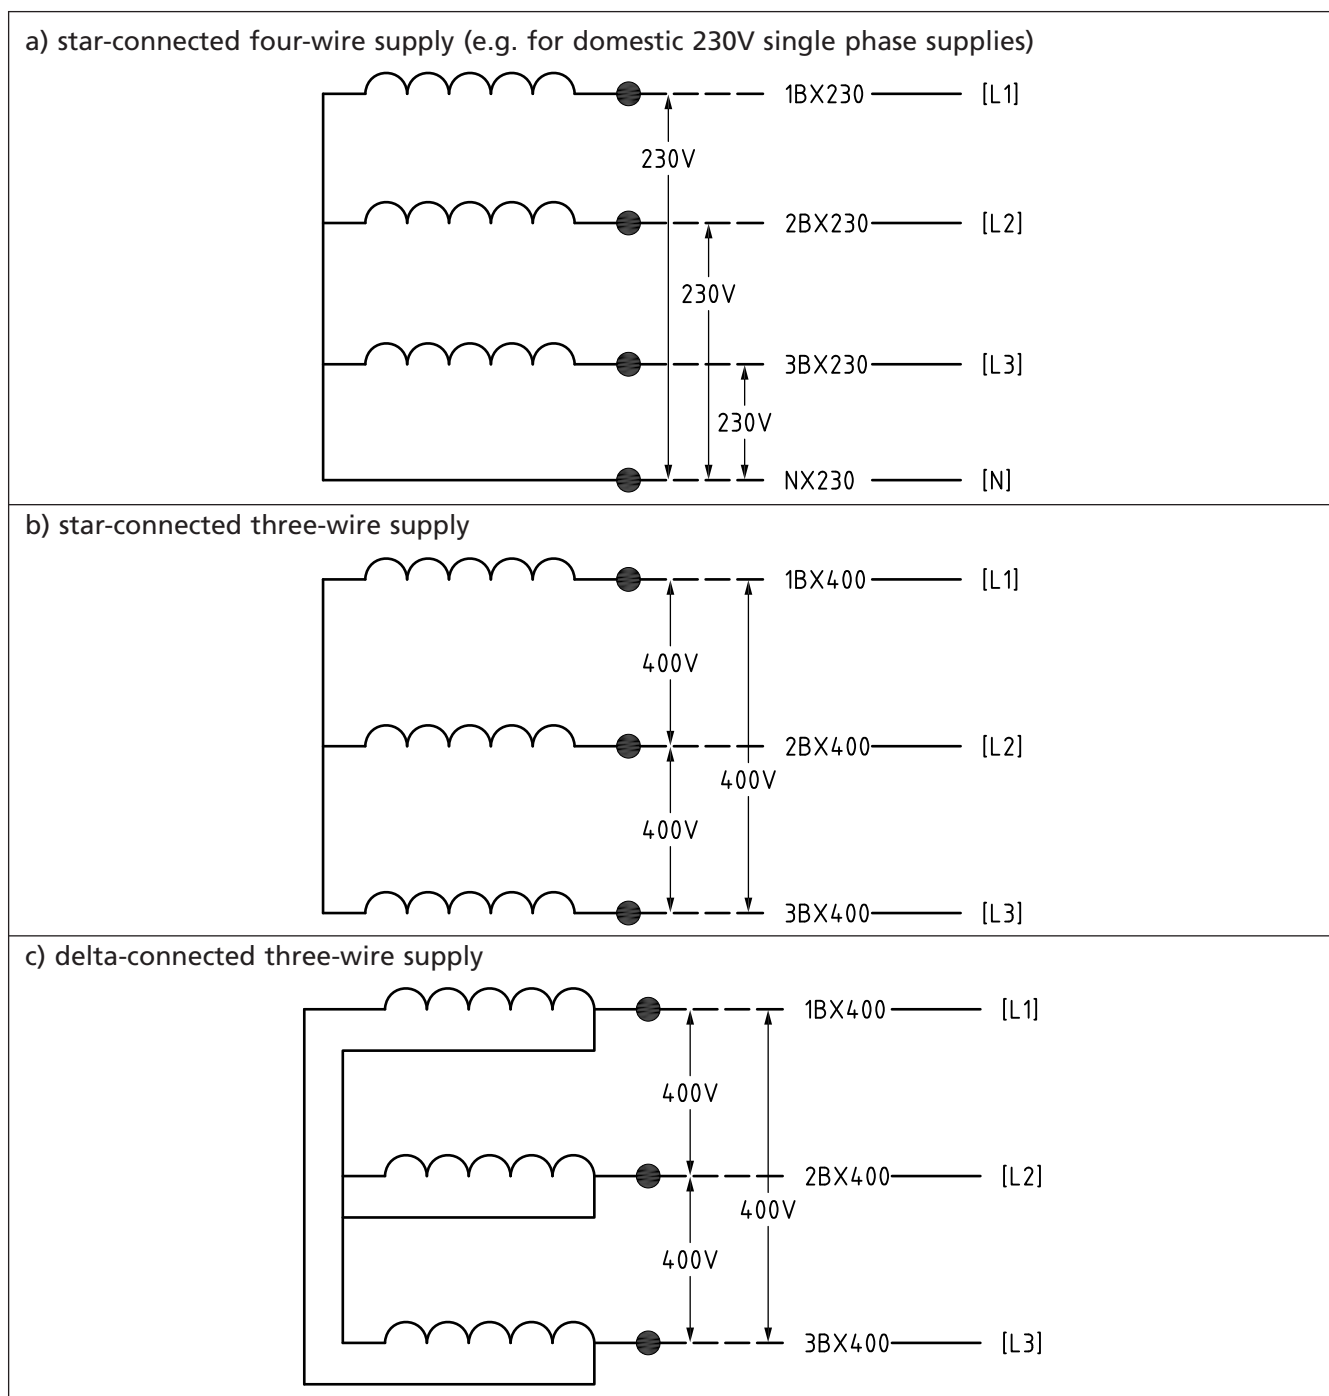 a) star-connected four-wire supply (e.g. for domestic 230V single phase supplies)
1BX230 [L1]
230V
2BX230 [L2]
230V
3BX230 [L3]
230V
NX230 [N]
b) star-connected three-wire supply
1BX400 [L1]
400V
2BX400 [L2]
400V
400V
3BX400 [L3]
c) delta-connected three-wire supply
1BX400 [L1]
400V
2BX400 [L2]
400V
400V
3BX400 [L3]